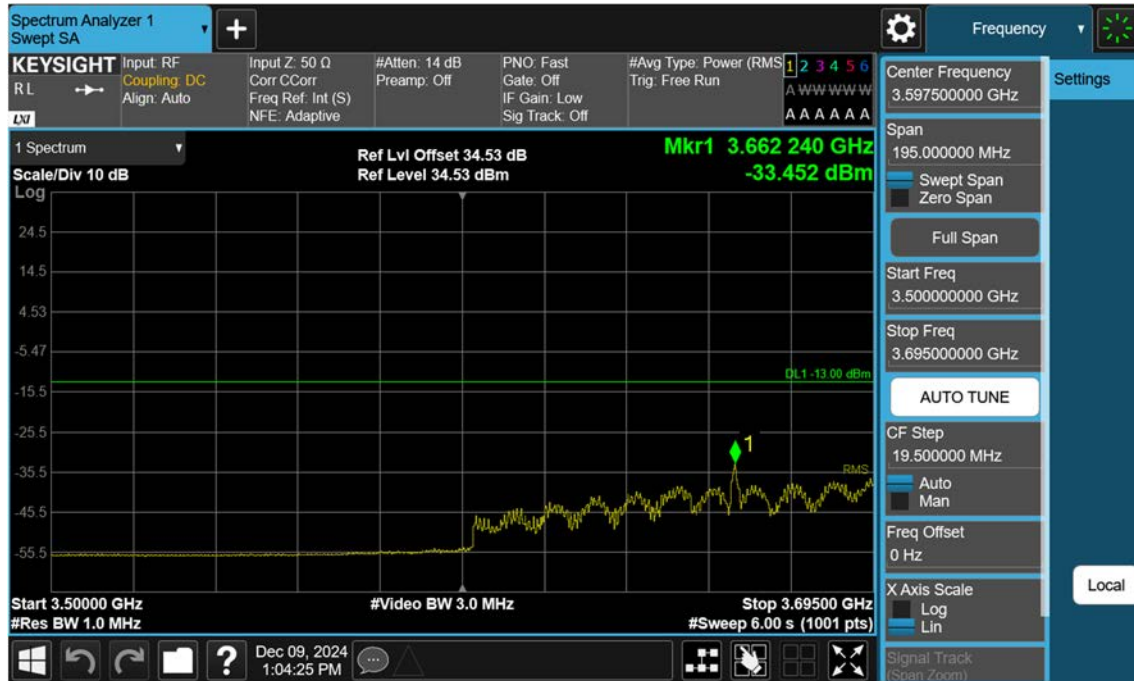 Spectrum Analyzer 1
Swept SA
+
Frequency
KEYSIGHT
RL
LXI
Input: RF
Coupling: DC
Align: Auto
Input Z: 50 Ω
Corr CCorr
Freq Ref: Int (S)
NFE: Adaptive
#Atten: 14 dB
Preamp: Off
PNO: Fast
Gate: Off
IF Gain: Low
Sig Track: Off
#Avg Type: Power (RMS
Trig: Free Run
1 2 3 4 5 6
A W W W W W
A A A A A A
1 Spectrum
Scale/Div 10 dB
Ref Lvl Offset 34.53 dB
Ref Level 34.53 dBm
Mkr1 3.662 240 GHz
-33.452 dBm
Log
24.5
14.5
4.53
-5.47
-15.5
-25.5
-35.5
-45.5
-55.5
DL1 -13.00 dBm
1
RMS
Start 3.50000 GHz
#Res BW 1.0 MHz
#Video BW 3.0 MHz
Stop 3.69500 GHz
#Sweep 6.00 s (1001 pts)
Center Frequency
3.597500000 GHz
Span
195.000000 MHz
Swept Span
Zero Span
Full Span
Start Freq
3.500000000 GHz
Stop Freq
3.695000000 GHz
AUTO TUNE
CF Step
19.500000 MHz
Auto
Man
Freq Offset
0 Hz
X Axis Scale
Log
Lin
Signal Track
(Span Zoom)
Settings
Local
?
Dec 09, 2024
1:04:25 PM